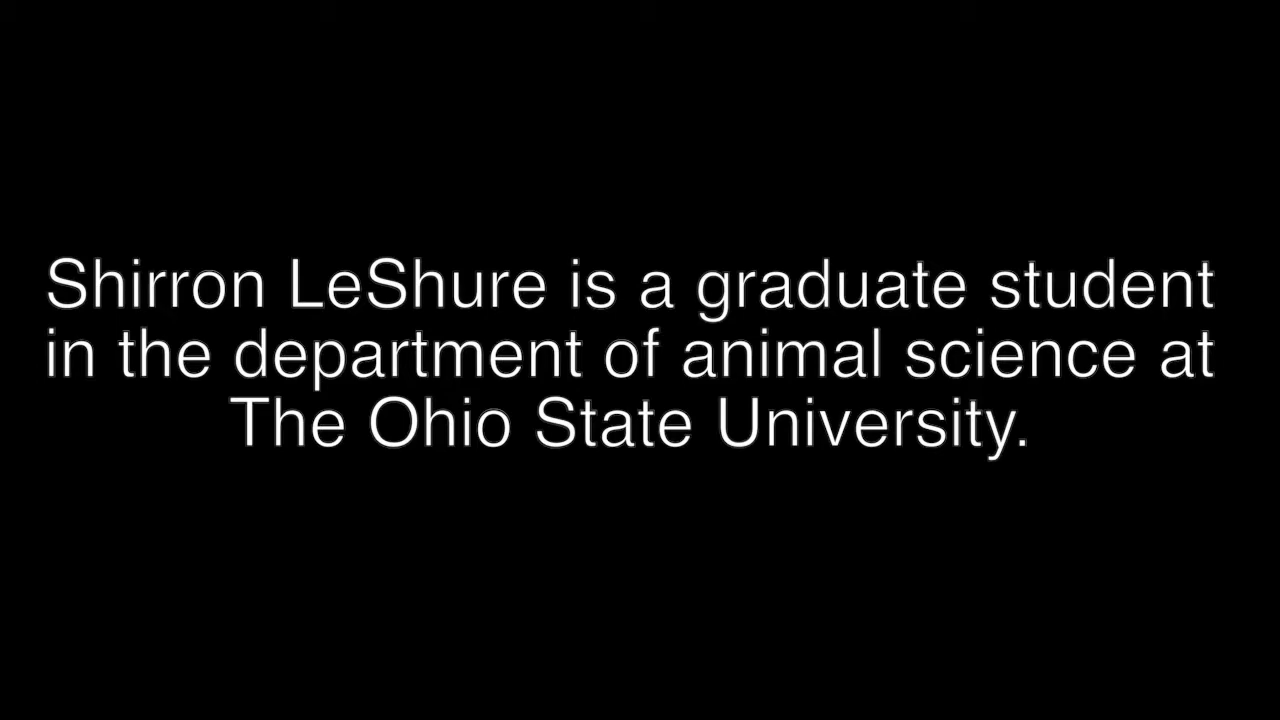 Shirron LeShure is a graduate student
in the department of animal science at
The Ohio State University.